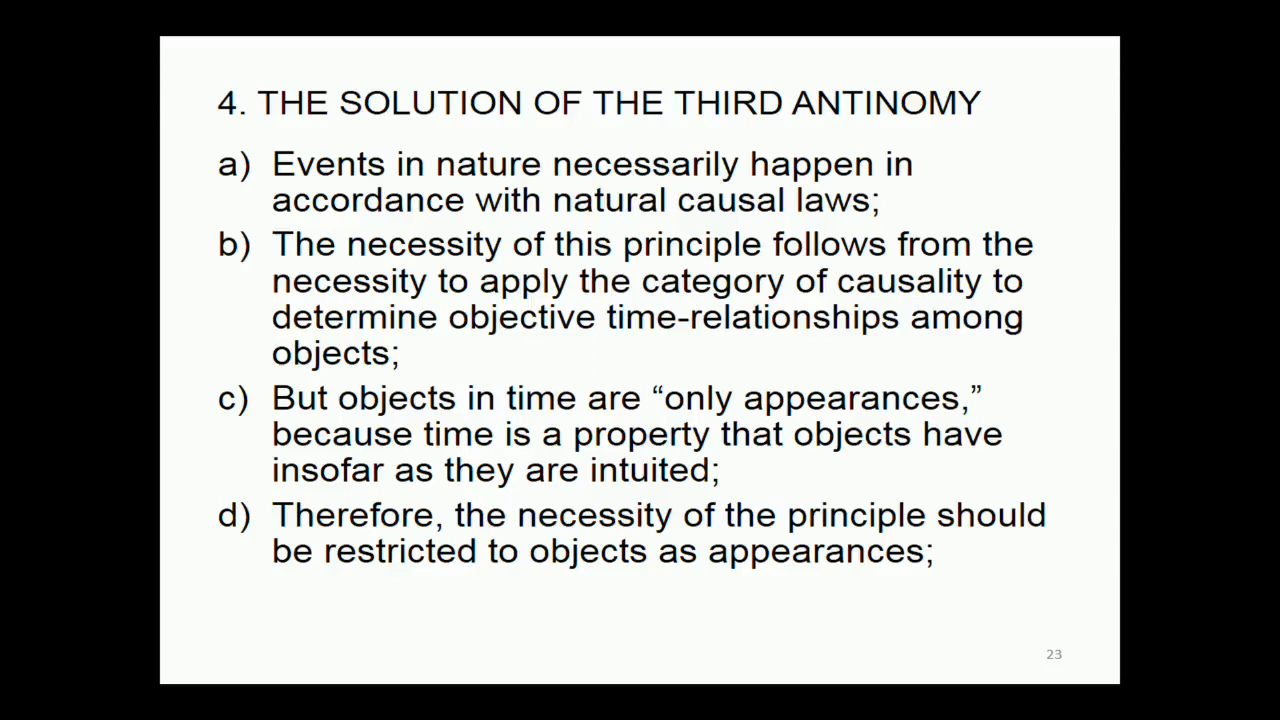 4. THE SOLUTION OF THE THIRD ANTINOMY
a) Events in nature necessarily happen in
accordance with natural causal laws;
b) The necessity of this principle follows from the
necessity to apply the category of causality to
determine objective time-relationships among
objects;
c) But objects in time are “only appearances,”
because time is a property that objects have
insofar as they are intuited;
d) Therefore, the necessity of the principle should
be restricted to objects as appearances;
23